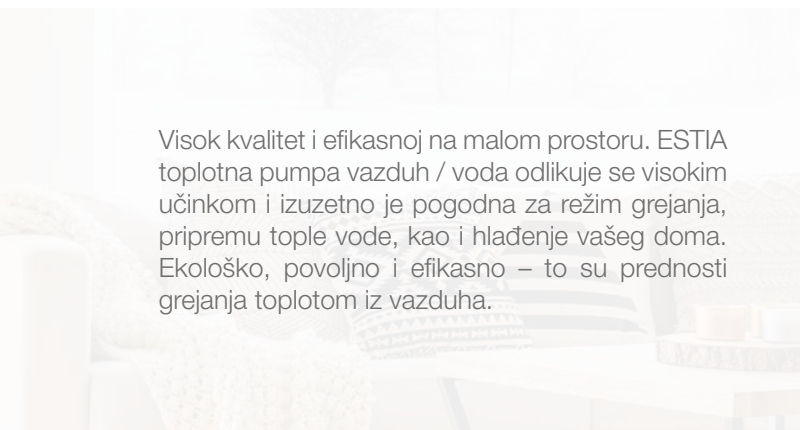 Visok kvalitet i efikasnoj na malom prostoru. ESTIA
toplotna pumpa vazduh / voda odlikuje se visokim
učinkom i izuzetno je pogodna za režim grejanja,
pripremu tople vode, kao i hlađenje vašeg doma.
Ekološko, povoljno i efikasno – to su prednosti
grejanja toplotom iz vazduha.